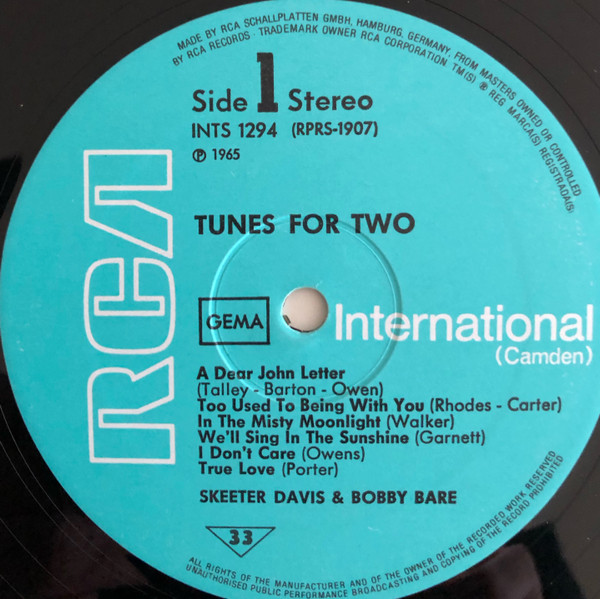 MADE BY RCA SCHALLPLATTEN GMBH, HAMBURG, GERMANY, FROM MASTERS OWNED OR CONTROLLED
BY RCA RECORDS · TRADEMARK OWNER RCA CORPORATION TM(S) ® REG MARCA(S) REGISTRADA(S)
Side 1 Stereo
INTS 1294 (RPRS-1907)
℗ 1965
RCA
TUNES FOR TWO
GEMA
International
(Camden)
A Dear John Letter
(Talley - Barton - Owen)
Too Used To Being With You (Rhodes - Carter)
In The Misty Moonlight (Walker)
We'll Sing In The Sunshine (Garnett)
I Don't Care (Owens)
True Love (Porter)
SKEETER DAVIS & BOBBY BARE
33
ALL RIGHTS OF THE MANUFACTURER AND OF THE OWNER OF THE RECORDED WORK RESERVED
UNAUTHORISED PUBLIC PERFORMANCE BROADCASTING AND COPYING OF THE RECORD PROHIBITED